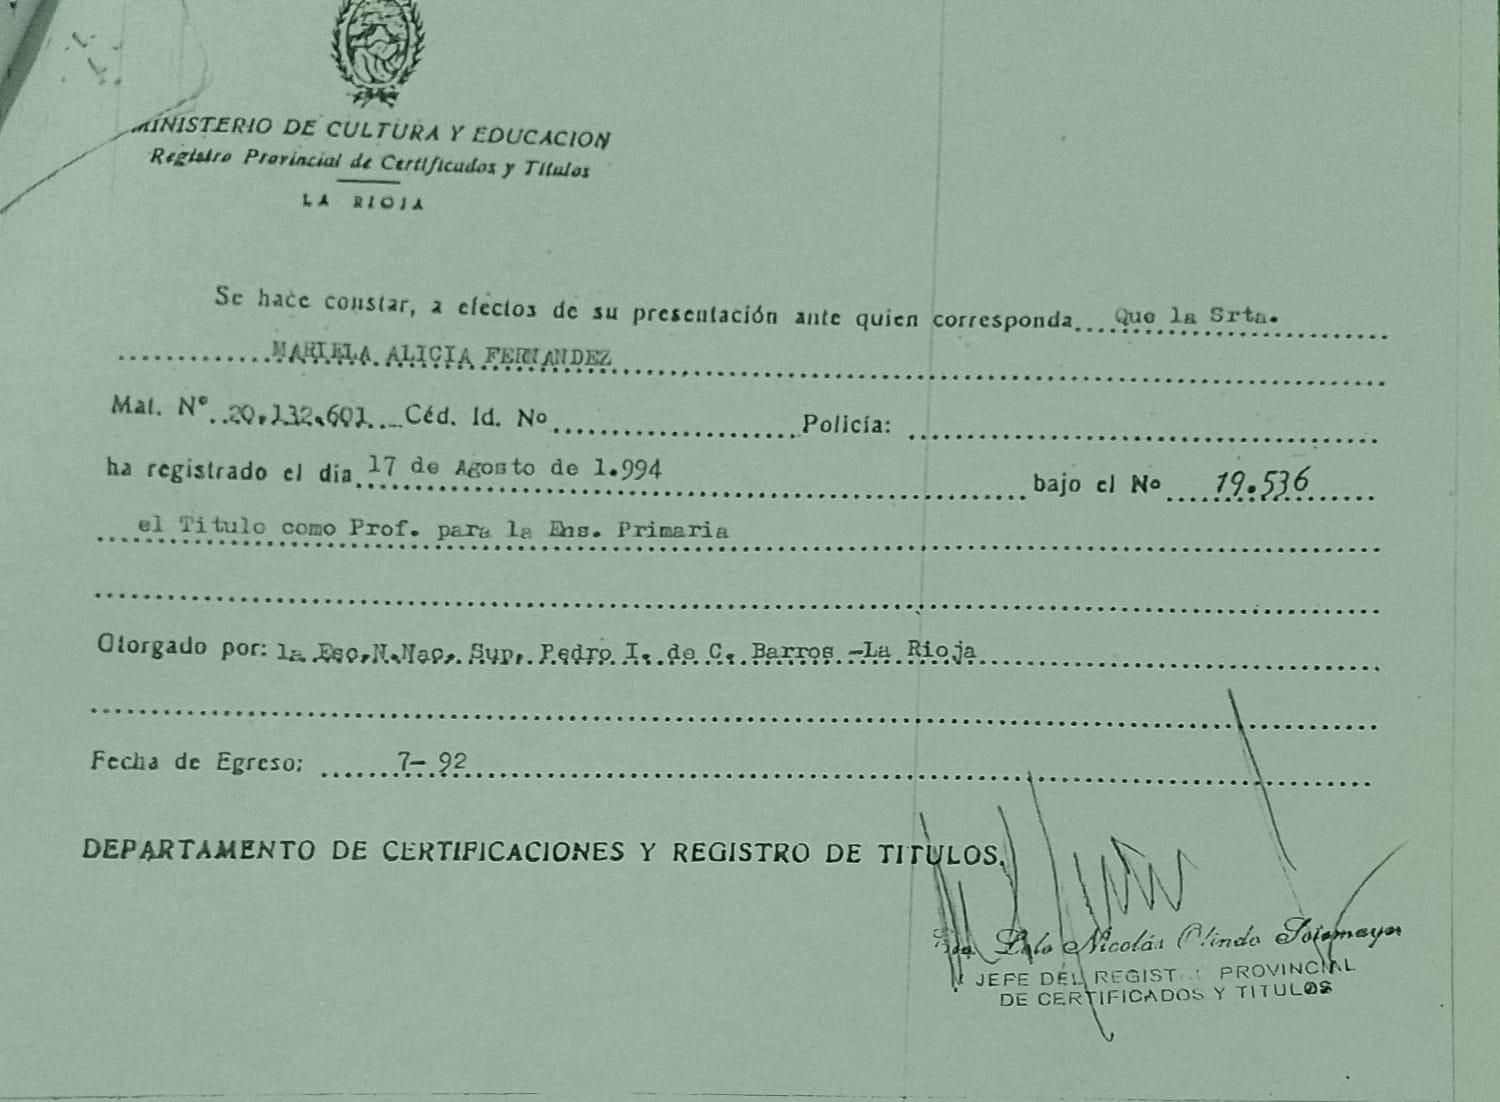 MINISTERIO DE CULTURA Y EDUCACION
Registro Provincial de Certificados y Títulos
LA RIOJA
Se hace constar, a efectos de su presentación ante quien corresponda....Que la Srta.
MARIELA ALICIA FERNANDEZ
Mat. Nº 20.132.601 Céd. Id. No Policía:
ha registrado el día 17 de Agosto de 1.994 bajo el No 19.536
el Titulo como Prof. para la Ens. Primaria
Otorgado por: la Esc.N.Nac. Sup. Pedro I. de C. Barros -La Rioja
Fecha de Egreso: 7- 92
DEPARTAMENTO DE CERTIFICACIONES Y REGISTRO DE TITULOS.
Nicolás Olindo Sotomayor
JEFE DEL REGIST PROVINCIAL
DE CERTIFICADOS Y TITULOS